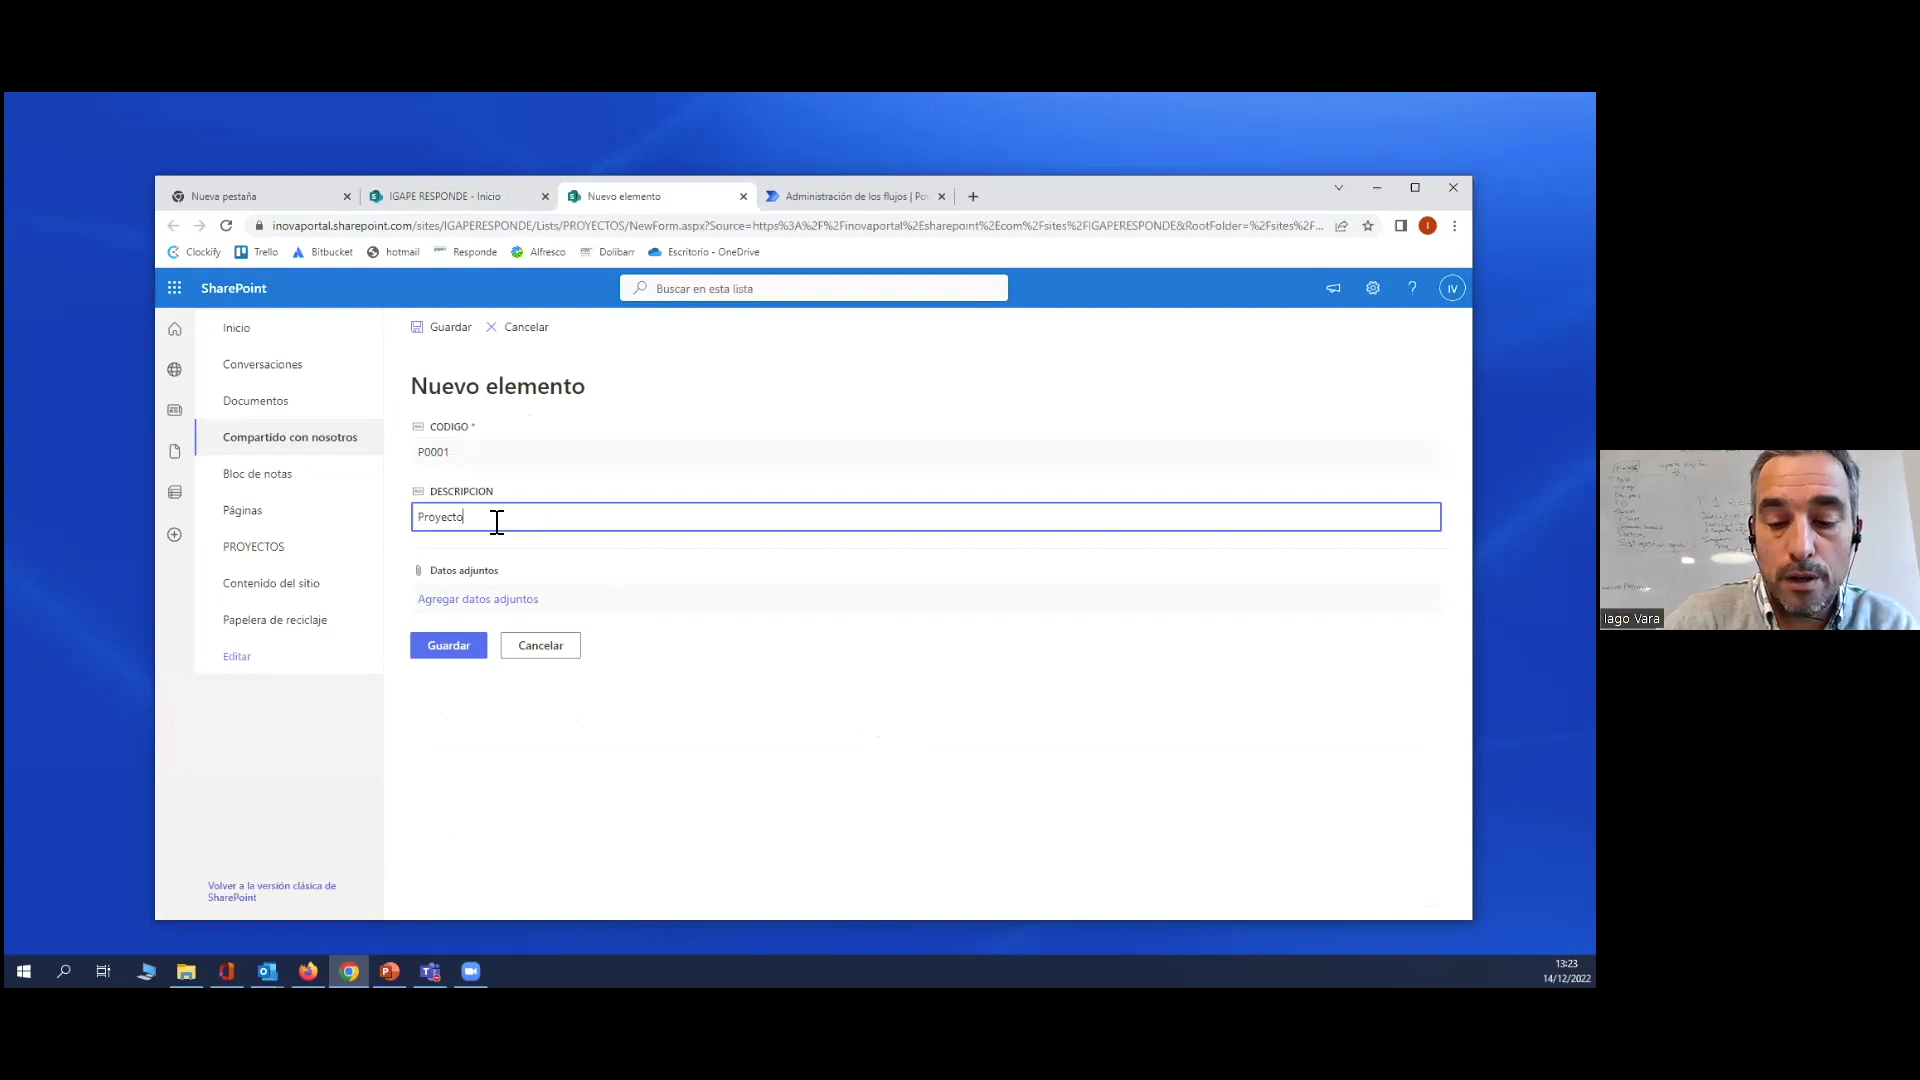 Nueva pestaña
IGAPE RESPONDE - Inicio
Nuevo elemento
Administración de los flujos | Po
inovaportal.sharepoint.com/sites/IGAPERESPONDE/Lists/PROYECTOS/NewForm.aspx?Source=https%3A%2F%2Finovaportal%2Esharepoint%2Ecom%2Fsites%2FIGAPERESPONDE&RootFolder=%2Fsites%2F...
Clockify
Trello
Bitbucket
hotmail
Responde
Alfresco
Dolibarr
Escritorio - OneDrive
SharePoint
Buscar en esta lista
IV
Inicio
Conversaciones
Documentos
Compartido con nosotros
Bloc de notas
Páginas
PROYECTOS
Contenido del sitio
Papelera de reciclaje
Editar
Volver a la versión clásica de
SharePoint
Guardar
Cancelar
Nuevo elemento
CODIGO *
P0001
DESCRIPCION
Proyecto
Datos adjuntos
Agregar datos adjuntos
Guardar
Cancelar
Iago Vara
13:23
14/12/2022